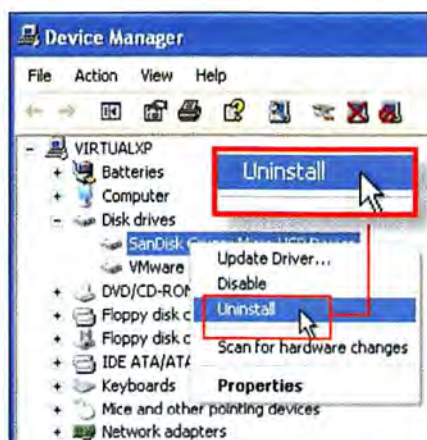 Device Manager
File Action View Help
VIRTUALXP
Batteries
Uninstall
Computer
Disk drives
SanDisk
VMware
Update Driver...
Disable
DVD/CD-RO
Uninstall
Floppy disk c
Floppy disk c
Scan for hardware changes
IDE ATA/ATA
Keyboards
Properties
Mice and other pointing devices
Network adapters